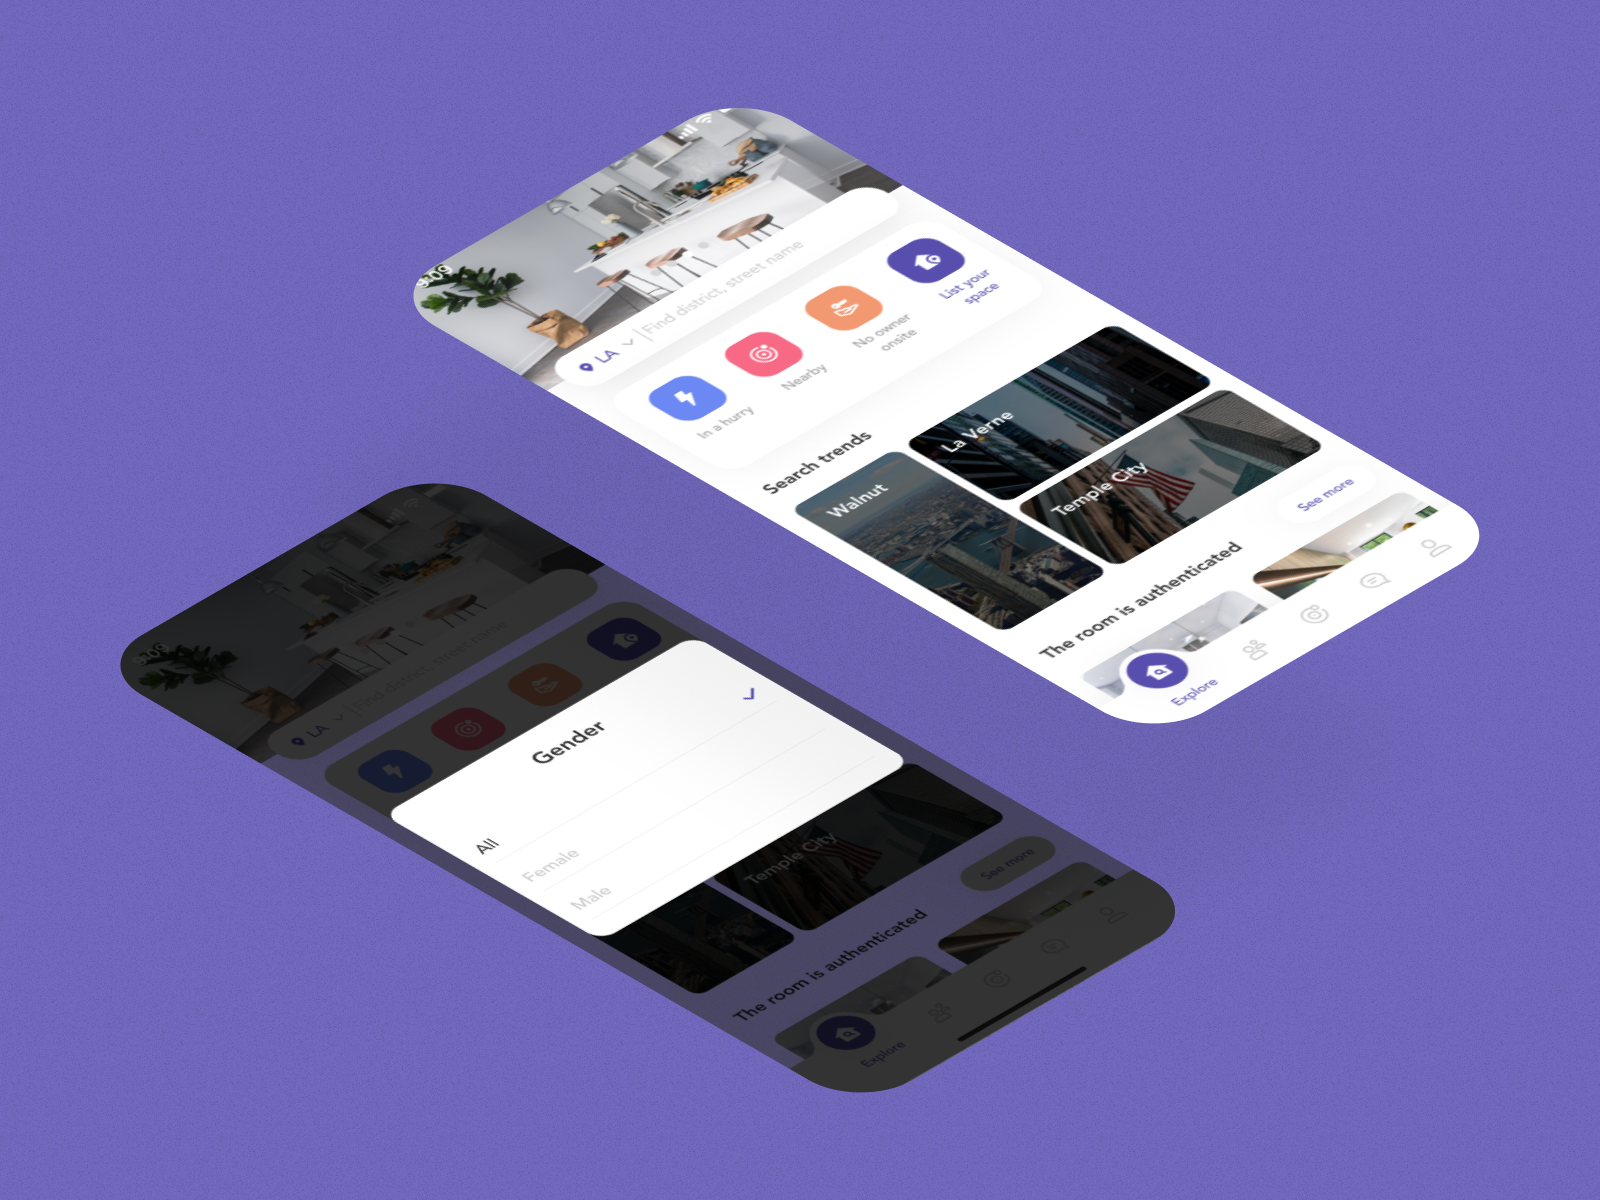 9:09
LA
Find district, street name
In a hurry
Nearby
No owner
onsite
List your
space
Search trends
Walnut
La Verne
Temple City
See more
The room is authenticated
Explore
9:09
LA
Find district, street name
Gender
All
Female
Male
Temple City
See more
The room is authenticated
Explore